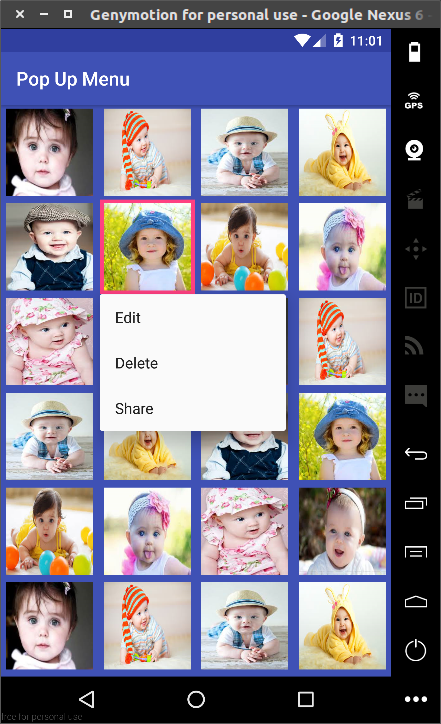 Genymotion for personal use - Google Nexus 6 -
11:01
Pop Up Menu
GPS
ID
Edit
Delete
Share
free for personal use